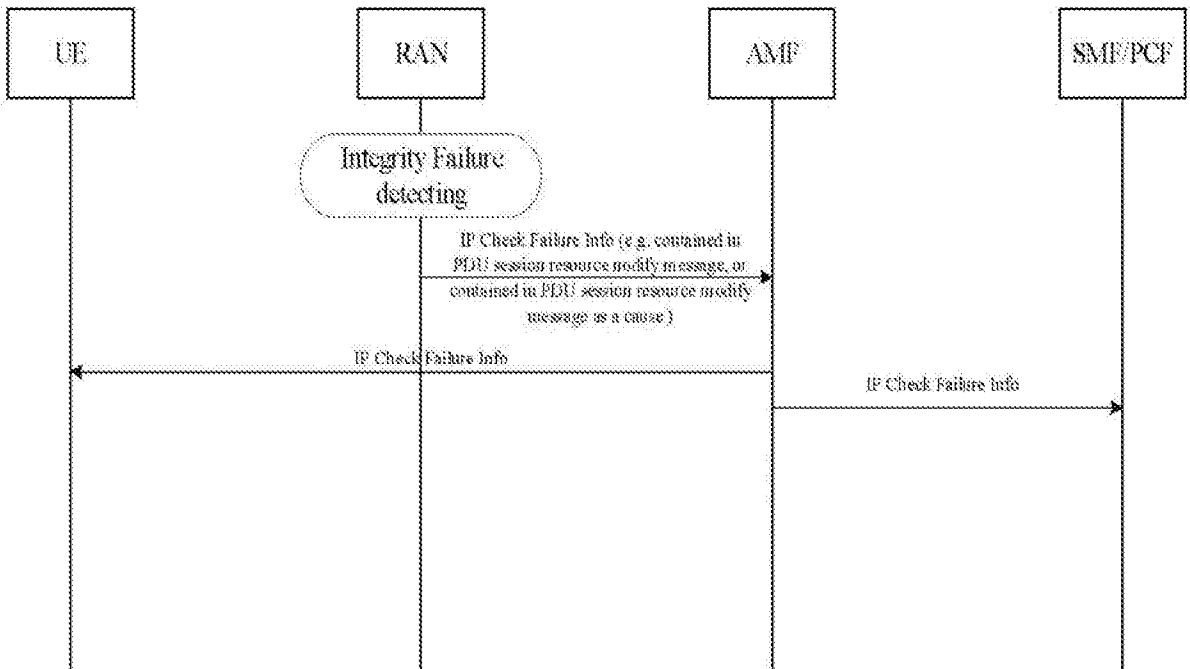 UE
RAN
AMF
SMF/PCF
Integrity Failure
detecting
IP Check Failure Info (e.g. contained in
PDU session resource notify message, or
contained in PDU session resource modify
message as a cause )
IP Check Failure Info
IP Check Failure Info